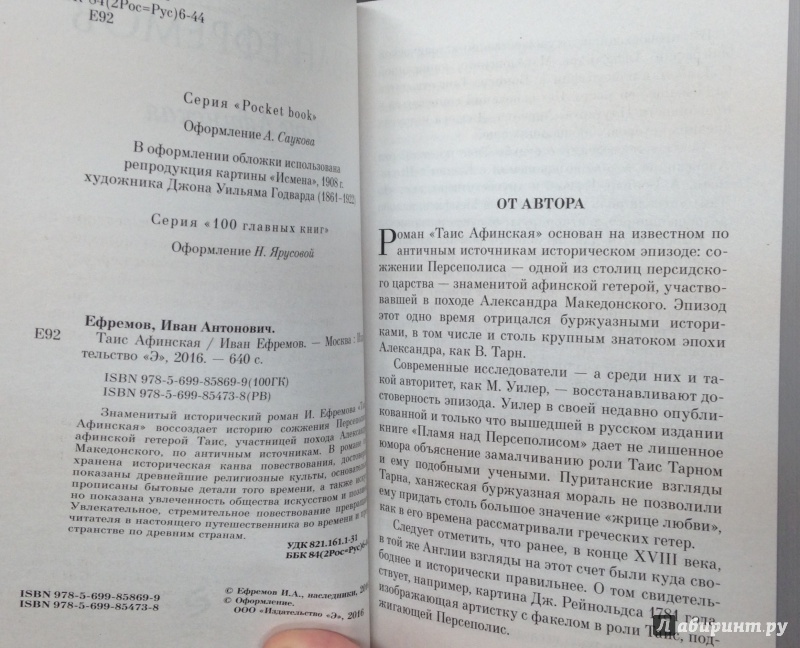 84(2Рос=Рус)6-44
Е92
Серия «Pocket book»
Оформление А. Саукова
В оформлении обложки использована
репродукция картины «Исмена», 1908 г.
художника Джона Уильяма Годварда (1861–1922)
Серия «100 главных книг»
Оформление Н. Ярусовой
Ефремов, Иван Антонович.
Е92 Таис Афинская / Иван Ефремов. — Москва :
тельство «Э», 2016. — 640 с.
ISBN 978-5-699-85869-9(100ГК)
ISBN 978-5-699-85473-8(РВ)
Знаменитый исторический роман И. Ефремова
Афинская» воссоздает историю сожжения
афинской гетерой Таис, участницей похода
Македонского, по античным источникам. В романе
хранена историческая канва повествования,
показаны древнейшие религиозные культы,
прописаны бытовые детали того времени, а также
но показана увлеченность общества искусством и
Увлекательное, стремительное повествование
читателя в настоящего путешественника во времени и
странстве по древним странам.
УДК 821.161.1-31
ББК 84(2Рос=Рус)6-
ISBN 978-5-699-85869-9
ISBN 978-5-699-85473-8
© Ефремов И.А., наследники,
© Оформление.
ООО «Издательство «Э», 2016
ОТ АВТОРА
Роман «Таис Афинская» основан на известном по
античным источникам историческом эпизоде: со-
жжении Персеполиса — одной из столиц персидско-
го царства — знаменитой афинской гетерой, участво-
вавшей в походе Александра Македонского. Эпизод
этот одно время отрицался буржуазными истори-
ками, в том числе и столь крупным знатоком эпохи
Александра, как В. Тарн.
Современные исследователи — а среди них и та-
кой авторитет, как М. Уилер, — восстанавливают до-
стоверность эпизода. Уилер в своей недавно опубли-
кованной и только что вышедшей в русском издании
книге «Пламя над Персеполисом» дает не лишенное
юмора объяснение замалчиванию роли Таис Тарном
и ему подобными учеными. Пуританские взгляды
Тарна, ханжеская буржуазная мораль не позволили
ему придать столь большое значение «жрице любви»,
как в его времена рассматривали греческих гетер.
Следует отметить, что ранее, в конце XVIII века,
в той же Англии взгляды на этот счет были куда сво-
боднее и исторически правильнее. О том свидетель-
ствует, например, картина Дж. Рейнольдса 1781 года,
изображающая артистку с факелом в роли Таис, под-
жигающей Персеполис.
Лабиринт.ру